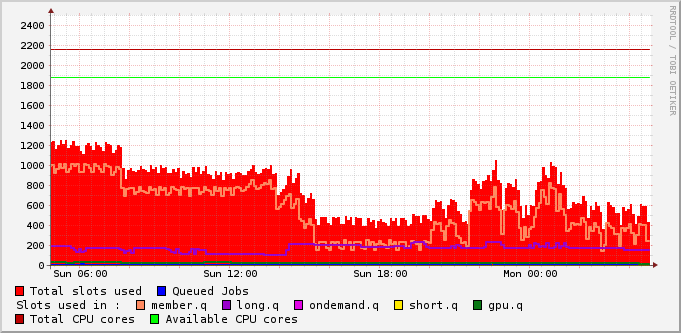 2400
2200
2000
1800
1600
1400
1200
1000
800
600
400
200
0
Sun 06:00 Sun 12:00 Sun 18:00 Mon 00:00
Total slots used Queued Jobs
Slots used in : member.q long.q ondemand.q short.q gpu.q
Total CPU cores Available CPU cores
RRDTOOL / TOBI OETIKER